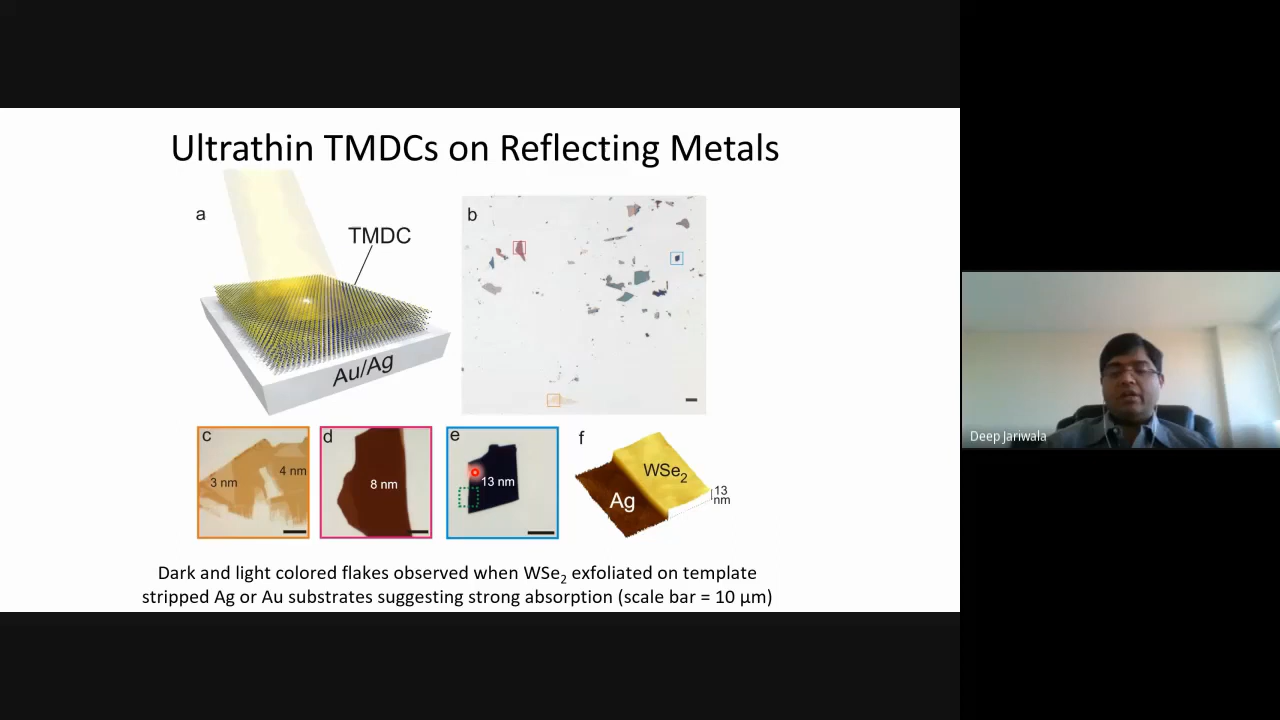 Ultrathin TMDCs on Reflecting Metals
a
TMDC
Au/Ag
b
c
3 nm
4 nm
d
8 nm
e
13 nm
f
WSe₂
Ag
13
nm
Dark and light colored flakes observed when WSe₂ exfoliated on template
stripped Ag or Au substrates suggesting strong absorption (scale bar = 10 µm)
Deep Jariwala